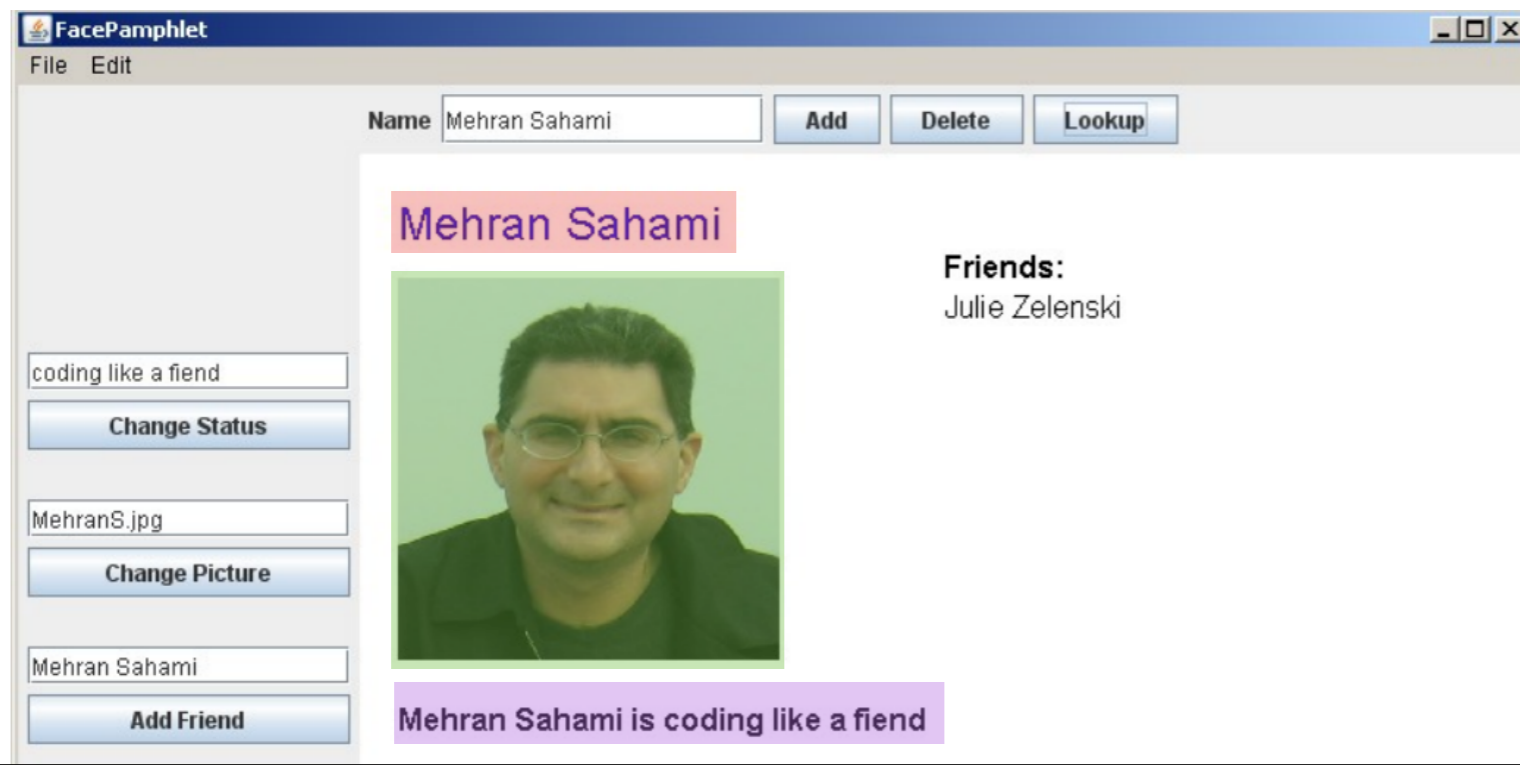 FacePamphlet
File Edit
Name Mehran Sahami Add Delete Lookup
Mehran Sahami
Friends:
Julie Zelenski
coding like a fiend
Change Status
MehranS.jpg
Change Picture
Mehran Sahami
Add Friend
Mehran Sahami is coding like a fiend